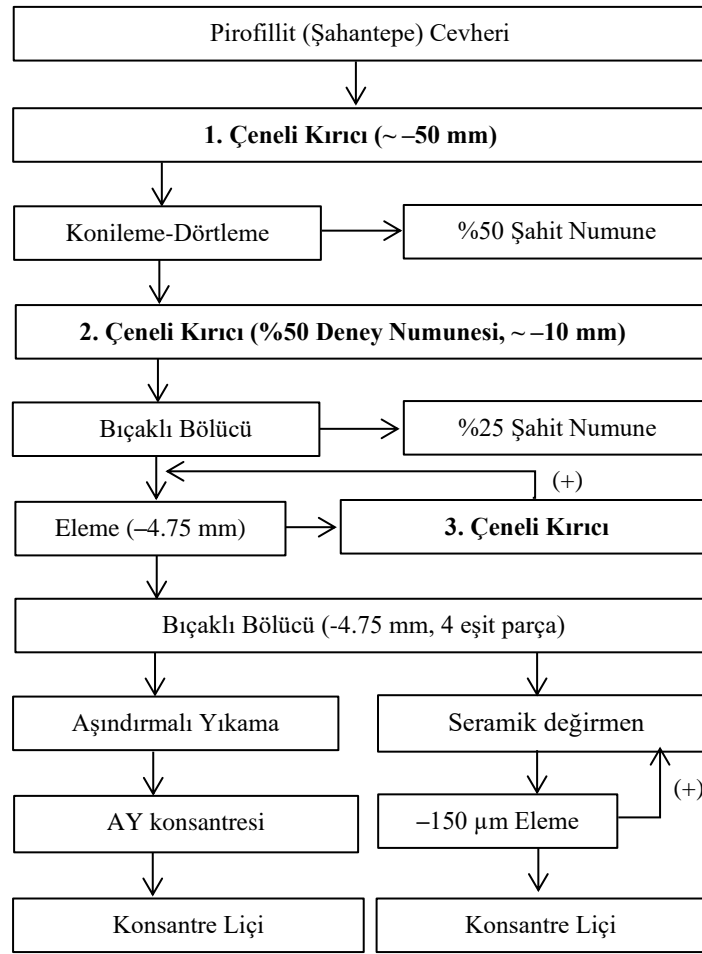 Pirofillit (Şahantepe) Cevheri
1. Çeneli Kırıcı (~ –50 mm)
Konileme-Dörtleme
%50 Şahit Numune
2. Çeneli Kırıcı (%50 Deney Numunesi, ~ –10 mm)
Bıçaklı Bölücü
%25 Şahit Numune
(+)
Eleme (–4.75 mm)
3. Çeneli Kırıcı
Bıçaklı Bölücü (-4.75 mm, 4 eşit parça)
Aşındırmalı Yıkama
Seramik değirmen
(+)
AY konsantresi
–150 µm Eleme
Konsantre Liçi
Konsantre Liçi